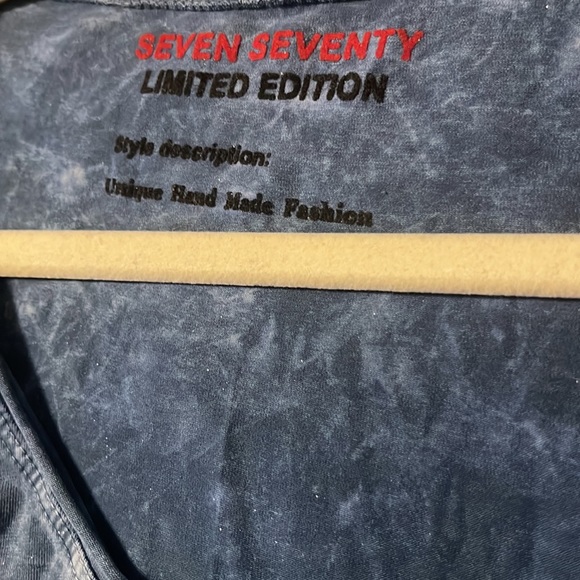 SEVEN SEVENTY
LIMITED EDITION
Style description:
Unique Hand Made Fashion